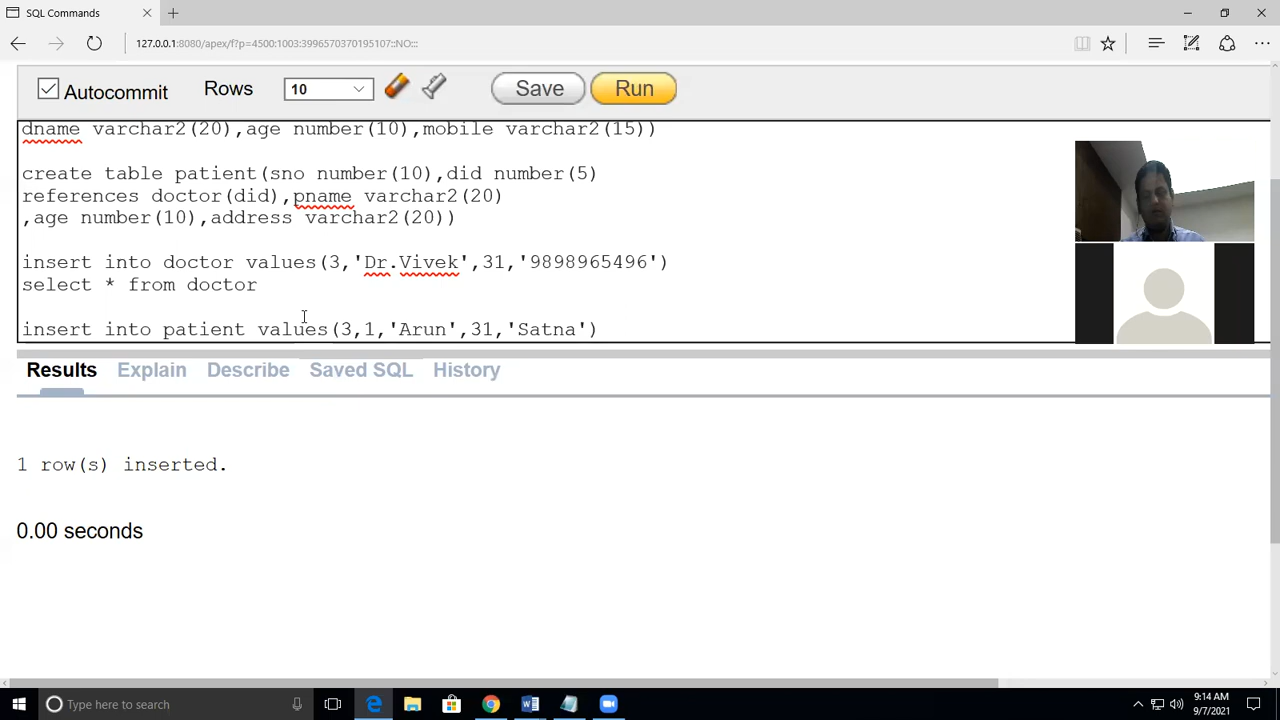 SQL Commands
127.0.0.1:8080/apex/f?p=4500:1003:3996570370195107::NO:::
Autocommit Rows 10 Save Run
dname varchar2(20),age number(10),mobile varchar2(15))
create table patient(sno number(10),did number(5)
references doctor(did),pname varchar2(20)
,age number(10),address varchar2(20))
insert into doctor values(3,'Dr.Vivek',31,'9898965496')
select * from doctor
insert into patient values(3,1,'Arun',31,'Satna')
Results Explain Describe Saved SQL History
1 row(s) inserted.
0.00 seconds
Type here to search
9:14 AM
9/7/2021